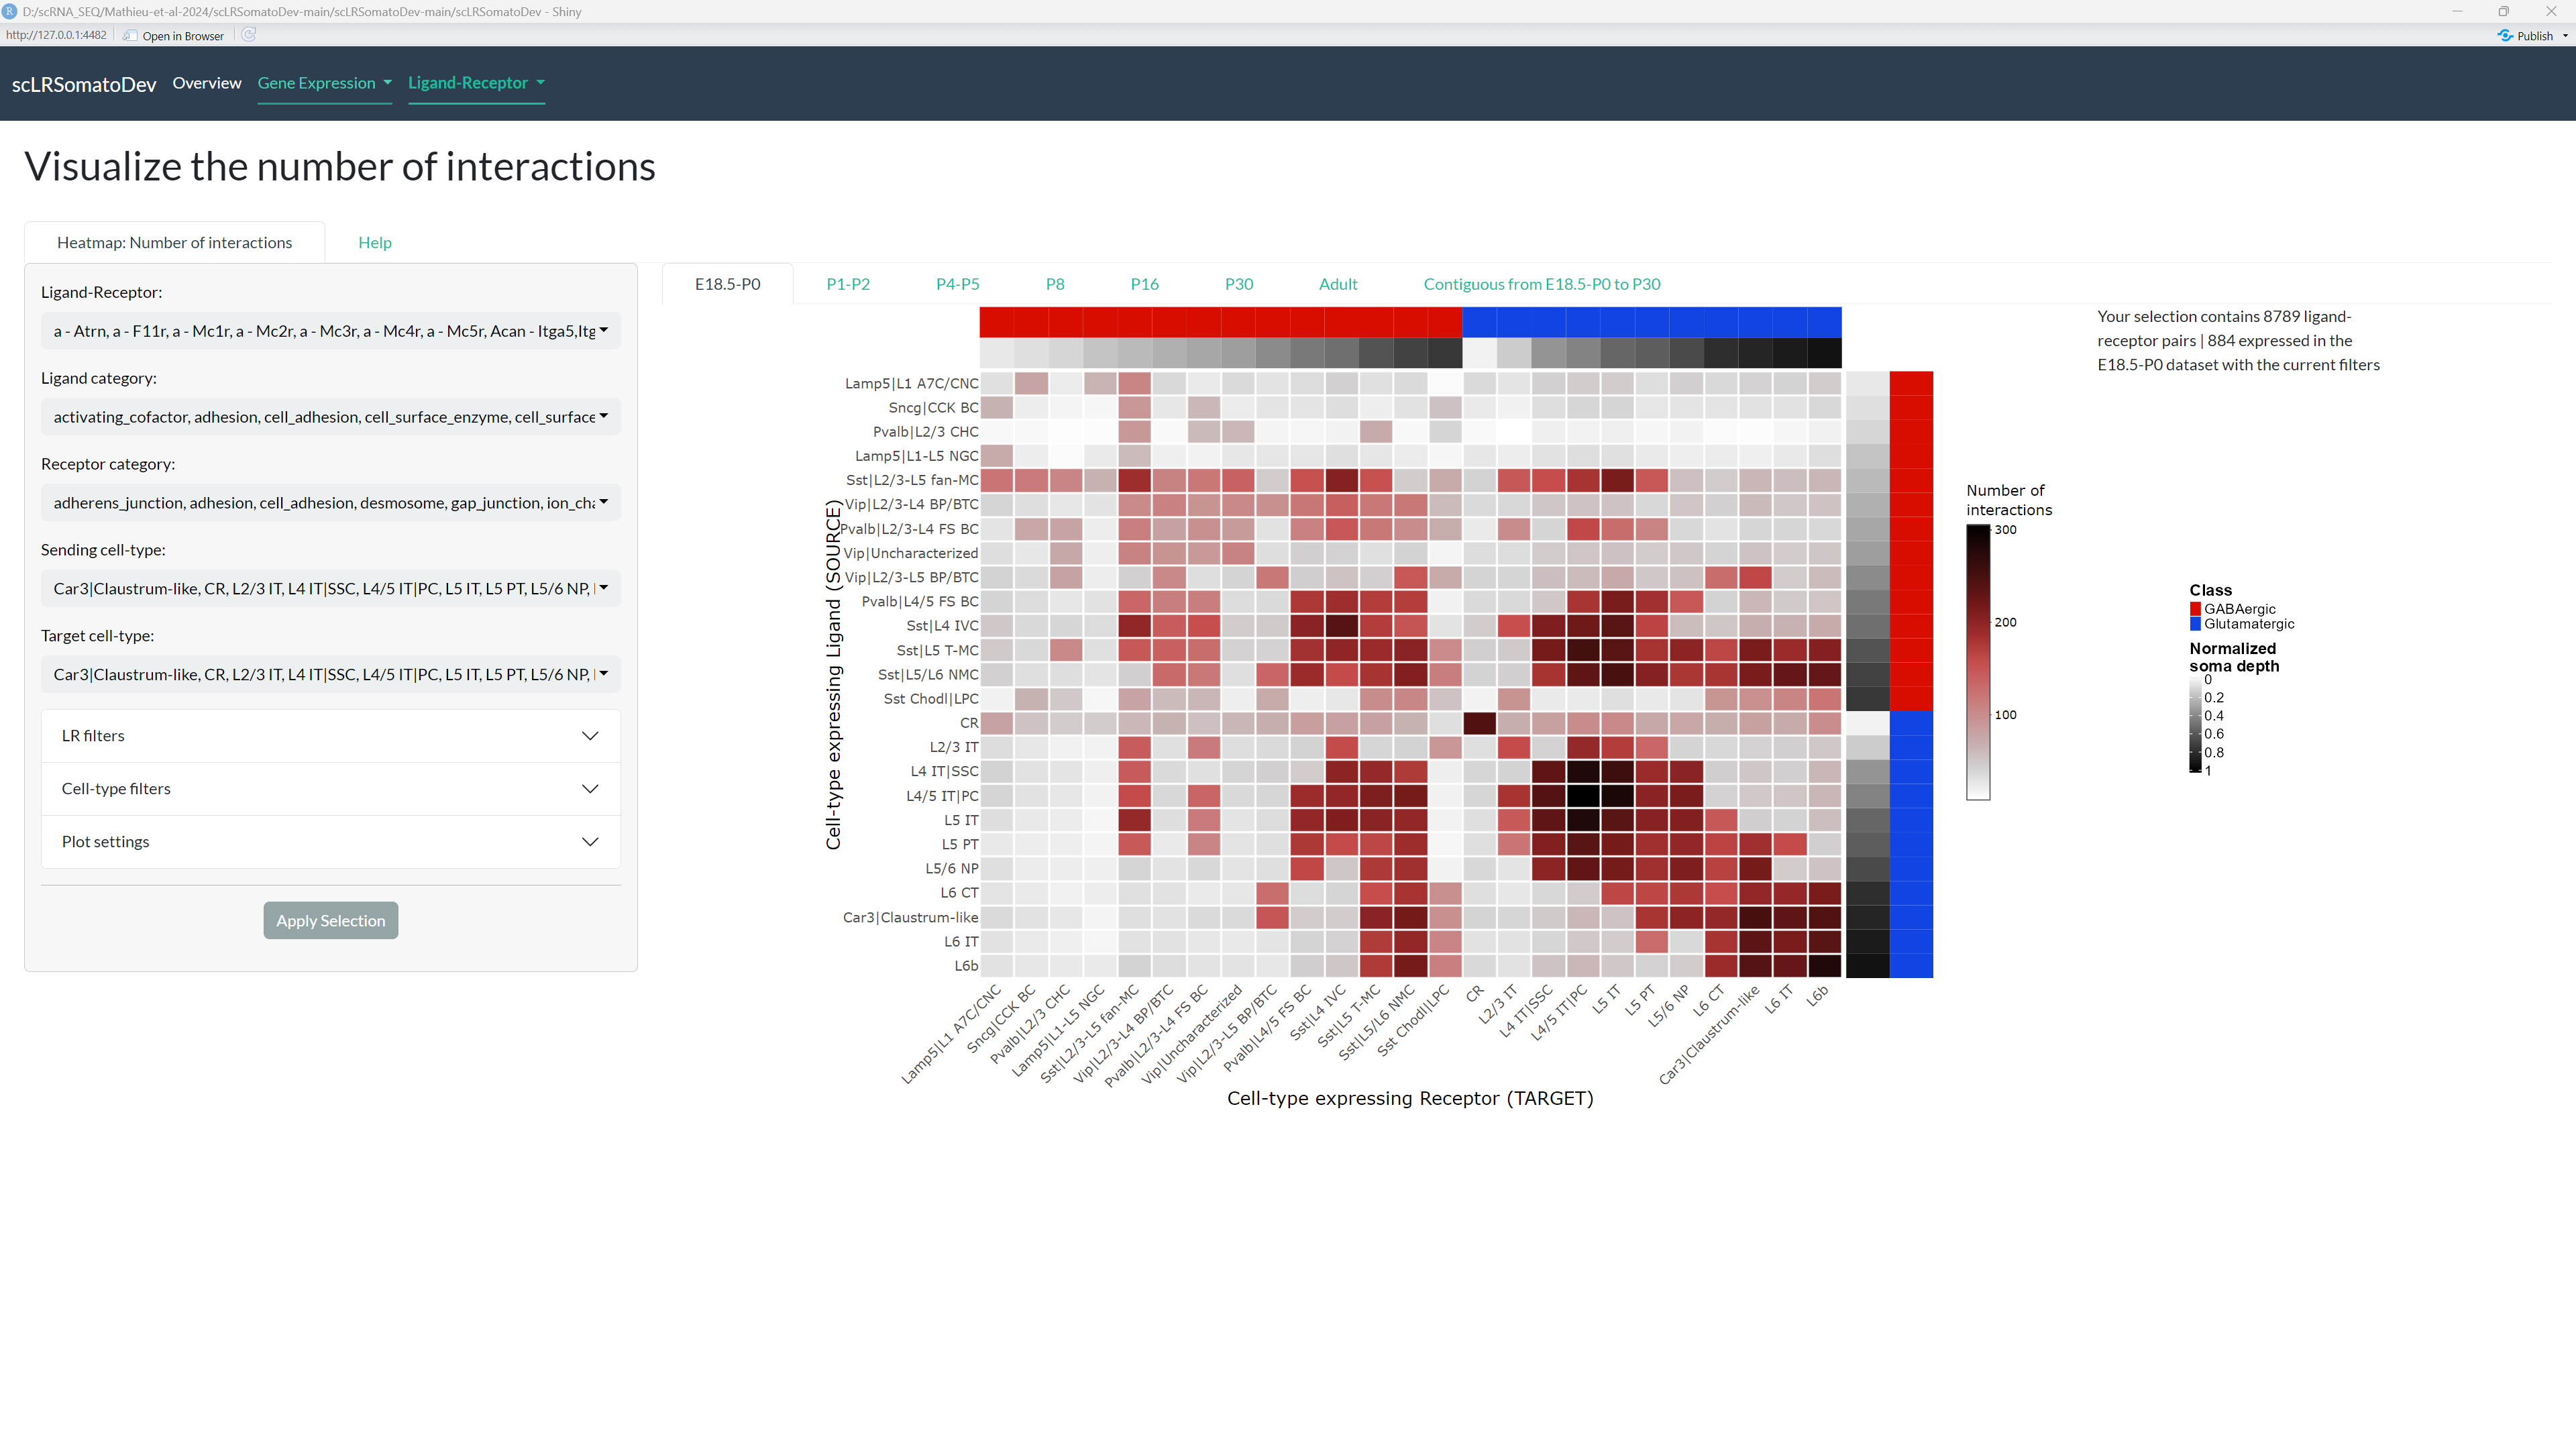 D:/scRNA_SEQ/Mathieu-et-al-2024/scLRSomatoDev-main/scLRSomatoDev-main/scLRSomatoDev - Shiny
http://127.0.0.1:4482
Open in Browser
Publish
scLRSomatoDev
Overview
Gene Expression
Ligand-Receptor
Visualize the number of interactions
Heatmap: Number of interactions
Help
Ligand-Receptor:
a - Atrn, a - F11r, a - Mc1r, a - Mc2r, a - Mc3r, a - Mc4r, a - Mc5r, Acan - Itga5,Itg
Ligand category:
activating_cofactor, adhesion, cell_adhesion, cell_surface_enzyme, cell_surface
Receptor category:
adherens_junction, adhesion, cell_adhesion, desmosome, gap_junction, ion_cha
Sending cell-type:
Car3|Claustrum-like, CR, L2/3 IT, L4 IT|SSC, L4/5 IT|PC, L5 IT, L5 PT, L5/6 NP,
Target cell-type:
Car3|Claustrum-like, CR, L2/3 IT, L4 IT|SSC, L4/5 IT|PC, L5 IT, L5 PT, L5/6 NP,
LR filters
Cell-type filters
Plot settings
Apply Selection
E18.5-P0
P1-P2
P4-P5
P8
P16
P30
Adult
Contiguous from E18.5-P0 to P30
Your selection contains 8789 ligand-
receptor pairs | 884 expressed in the
E18.5-P0 dataset with the current filters
Cell-type expressing Ligand (SOURCE)
Lamp5|L1 A7C/CNC
Sncg|CCK BC
Pvalb|L2/3 CHC
Lamp5|L1-L5 NGC
Sst|L2/3-L5 fan-MC
Vip|L2/3-L4 BP/BTC
Pvalb|L2/3-L4 FS BC
Vip|Uncharacterized
Vip|L2/3-L5 BP/BTC
Pvalb|L4/5 FS BC
Sst|L4 IVC
Sst|L5 T-MC
Sst|L5/L6 NMC
Sst Chodl|LPC
CR
L2/3 IT
L4 IT|SSC
L4/5 IT|PC
L5 IT
L5 PT
L5/6 NP
L6 CT
Car3|Claustrum-like
L6 IT
L6b
Lamp5|L1 A7C/CNC
Sncg|CCK BC
Pvalb|L2/3 CHC
Lamp5|L1-L5 NGC
Sst|L2/3-L5 fan-MC
Vip|L2/3-L4 BP/BTC
Pvalb|L2/3-L4 FS BC
Vip|Uncharacterized
Vip|L2/3-L5 BP/BTC
Pvalb|L4/5 FS BC
Sst|L4 IVC
Sst|L5 T-MC
Sst|L5/L6 NMC
Sst Chodl|LPC
CR
L2/3 IT
L4 IT|SSC
L4/5 IT|PC
L5 IT
L5 PT
L5/6 NP
L6 CT
Car3|Claustrum-like
L6 IT
L6b
Cell-type expressing Receptor (TARGET)
Number of
interactions
300
200
100
Class
GABAergic
Glutamatergic
Normalized
soma depth
0
0.2
0.4
0.6
0.8
1